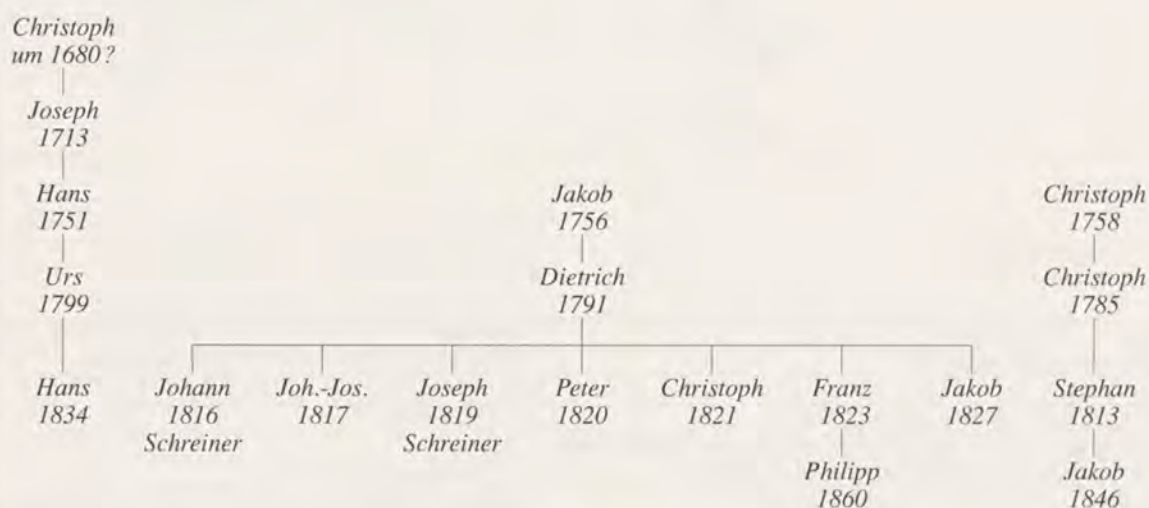 Christoph
um 1680?
Joseph
1713
Hans
1751
Jakob
1756
Christoph
1758
Urs
1799
Dietrich
1791
Christoph
1785
Hans
1834
Johann
1816
Schreiner
Joh.-Jos.
1817
Joseph
1819
Schreiner
Peter
1820
Christoph
1821
Franz
1823
Jakob
1827
Stephan
1813
Philipp
1860
Jakob
1846